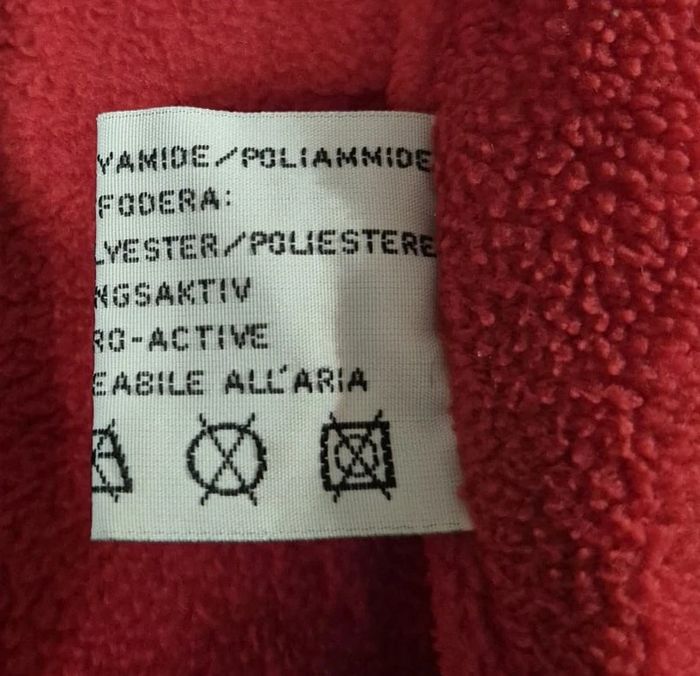 YAMIDE/POLIAMMIDE
FODERA:
LYESTER/POLIESTERE
NGSAKTIV
RO-ACTIVE
EABILE ALL'ARIA